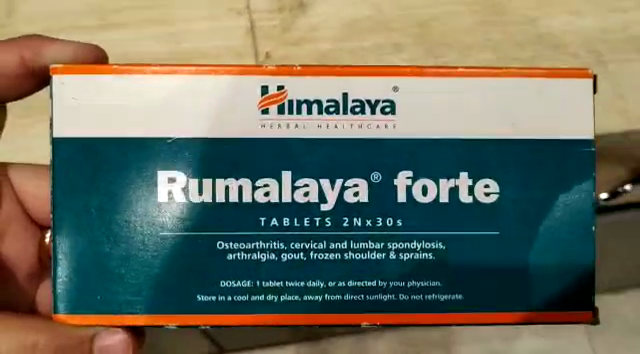 Himalaya®
HERBAL HEALTHCARE
Rumalaya® forte
TABLETS 2Nx30s
Osteoarthritis, cervical and lumbar spondylosis,
arthralgia, gout, frozen shoulder & sprains.
DOSAGE: 1 tablet twice daily, or as directed by your physician.
Store in a cool and dry place, away from direct sunlight. Do not refrigerate.